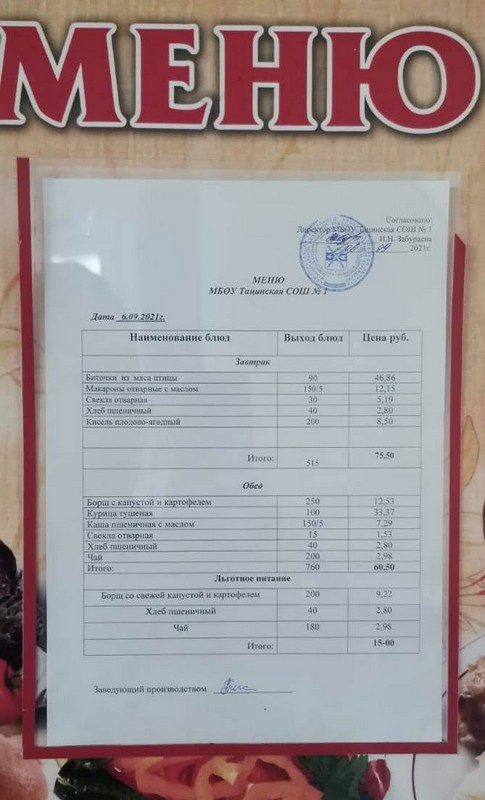 МЕНЮ
Согласовано:
Директор МБОУ Тацинская СОШ № 1
И.Н. Забураева
2021г.
МЕНЮ
МБОУ Тацинская СОШ № 1
Дата 6.09.2021г.
Наименование блюд Выход блюд Цена руб.
Завтрак
Биточки из мяса птицы 90 46,86
Макароны отварные с маслом 150/5 12,15
Свекла отварная 30 5,19
Хлеб пшеничный 40 2,80
Кисель плодово-ягодный 200 8,50
Итого: 515 75,50
Обед
Борщ с капустой и картофелем 250 12,53
Курица тушеная 100 33,37
Каша пшеничная с маслом 150/5 7,29
Свекла отварная 15 1,53
Хлеб пшеничный 40 2,80
Чай 200 2,98
Итого: 760 60,50
Льготное питание
Борщ со свежей капустой и картофелем 200 9,22
Хлеб пшеничный 40 2,80
Чай 180 2,98
Итого: 15-00
Заведующий производством